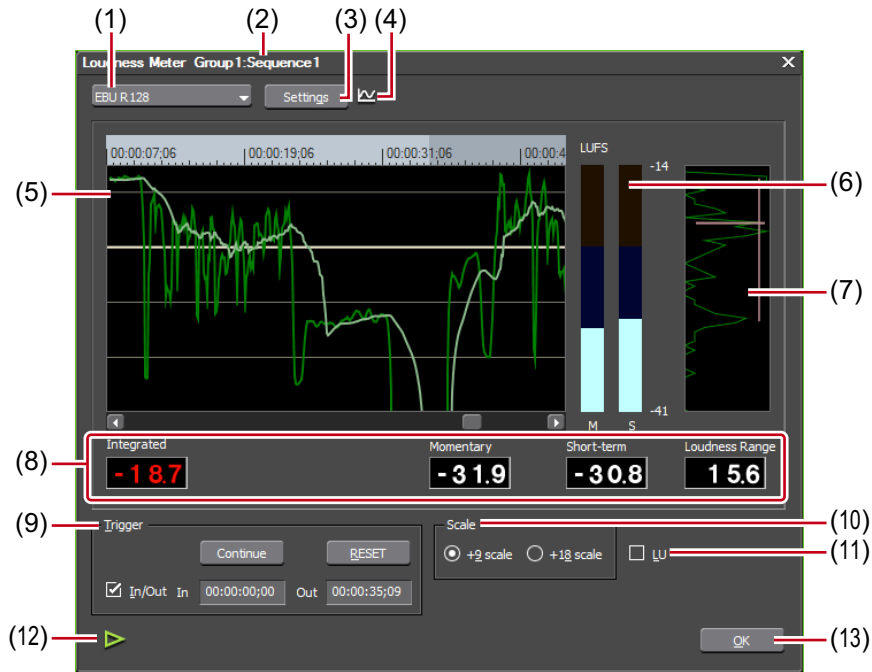 (1) (2) (3) (4)
Loudness Meter Group1:Sequence1
EBU R 128 Settings
00:00:07;06 00:00:19;06 00:00:31;06 00:00:4
LUFS
-14
(5)
(6)
(7)
-41
M S
Integrated Momentary Short-term Loudness Range
(8)
-18.7 -31.9 -30.8 15.6
(9) Trigger Scale (10)
Continue RESET +9 scale +18 scale LU (11)
In/Out In 00:00:00;00 Out 00:00:35;09
(12) OK (13)